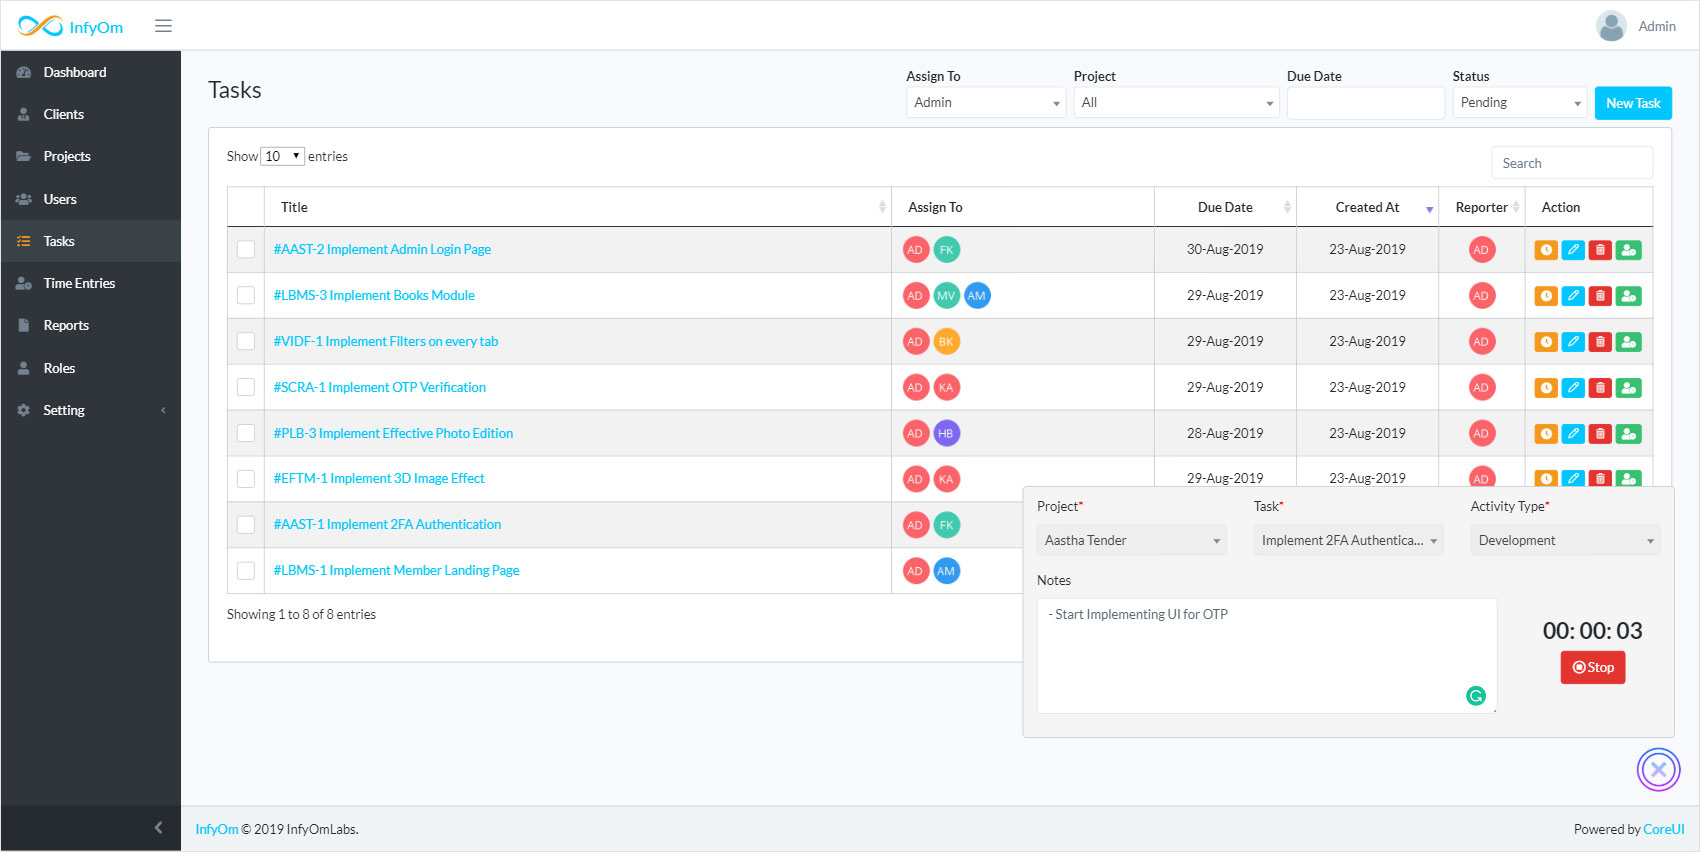 InfyOm
Admin
Dashboard
Clients
Projects
Users
Tasks
Time Entries
Reports
Roles
Setting
Tasks
Assign To Project Due Date Status
Admin All Pending New Task
Show 10 entries
Search
Title Assign To Due Date Created At Reporter Action
#AAST-2 Implement Admin Login Page AD FK 30-Aug-2019 23-Aug-2019 AD
#LBMS-3 Implement Books Module AD MV AM 29-Aug-2019 23-Aug-2019 AD
#VIDF-1 Implement Filters on every tab AD BK 29-Aug-2019 23-Aug-2019 AD
#SCRA-1 Implement OTP Verification AD KA 29-Aug-2019 23-Aug-2019 AD
#PLB-3 Implement Effective Photo Edition AD HB 28-Aug-2019 23-Aug-2019 AD
#EFTM-1 Implement 3D Image Effect AD KA 29-Aug-2019 23-Aug-2019 AD
#AAST-1 Implement 2FA Authentication AD FK
#LBMS-1 Implement Member Landing Page AD AM
Showing 1 to 8 of 8 entries
Project* Task* Activity Type*
Aastha Tender Implement 2FA Authentica... Development
Notes
- Start Implementing UI for OTP
00: 00: 03
Stop
InfyOm © 2019 InfyOmLabs.
Powered by CoreUI